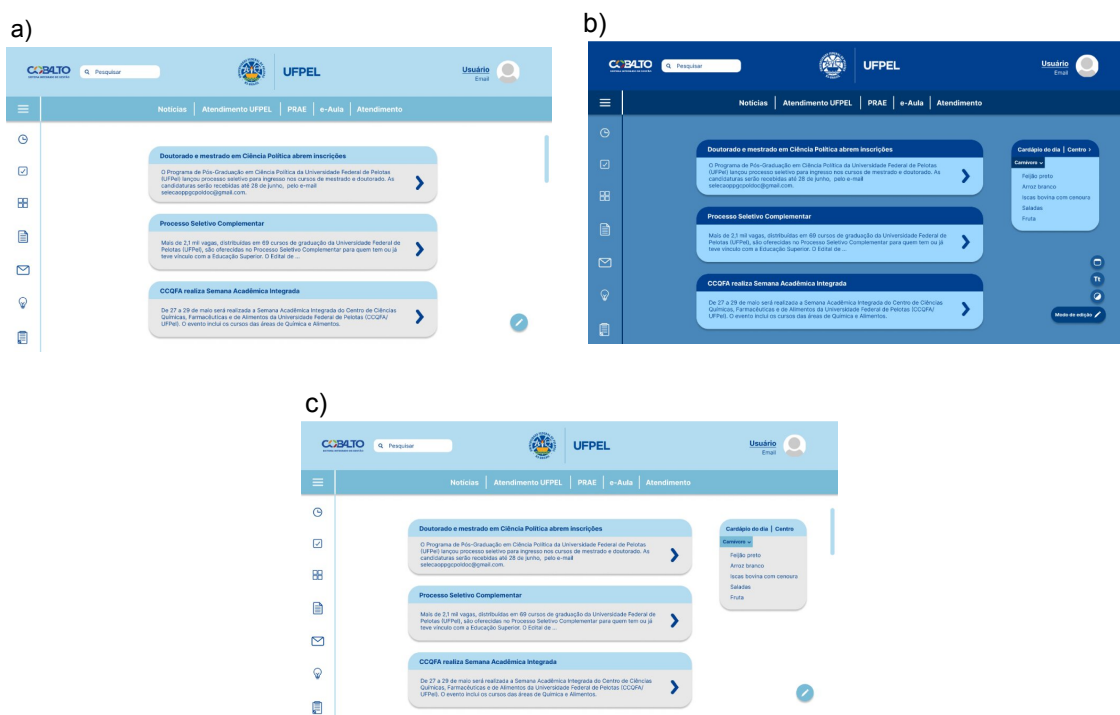 a)
COBALTO
Pesquisar
UFPEL
Usuário
Email
Notícias | Atendimento UFPEL | PRAE | e-Aula | Atendimento
Doutorado e mestrado em Ciência Política abrem inscrições
O Programa de Pós-Graduação em Ciência Política da Universidade Federal de Pelotas
(UFPel) lançou processo seletivo para ingresso nos cursos de mestrado e doutorado. As
candidaturas serão recebidas até 28 de junho, pelo e-mail
selecaoppgcpoldoc@gmail.com.
Processo Seletivo Complementar
Mais de 2,1 mil vagas, distribuídas em 69 cursos de graduação da Universidade Federal de
Pelotas (UFPel), são oferecidas no Processo Seletivo Complementar para quem tem ou já
teve vínculo com a Educação Superior. O Edital de ...
CCQFA realiza Semana Acadêmica Integrada
De 27 a 29 de maio será realizada a Semana Acadêmica Integrada do Centro de Ciências
Químicas, Farmacêuticas e de Alimentos da Universidade Federal de Pelotas (CCQFA/
UFPel). O evento inclui os cursos das áreas de Química e Alimentos.
b)
COBALTO
Pesquisar
UFPEL
Usuário
Email
Notícias | Atendimento UFPEL | PRAE | e-Aula | Atendimento
Doutorado e mestrado em Ciência Política abrem inscrições
O Programa de Pós-Graduação em Ciência Política da Universidade Federal de Pelotas
(UFPel) lançou processo seletivo para ingresso nos cursos de mestrado e doutorado. As
candidaturas serão recebidas até 28 de junho, pelo e-mail
selecaoppgcpoldoc@gmail.com.
Processo Seletivo Complementar
Mais de 2,1 mil vagas, distribuídas em 69 cursos de graduação da Universidade Federal de
Pelotas (UFPel), são oferecidas no Processo Seletivo Complementar para quem tem ou já
teve vínculo com a Educação Superior. O Edital de ...
CCQFA realiza Semana Acadêmica Integrada
De 27 a 29 de maio será realizada a Semana Acadêmica Integrada do Centro de Ciências
Químicas, Farmacêuticas e de Alimentos da Universidade Federal de Pelotas (CCQFA/
UFPel). O evento inclui os cursos das áreas de Química e Alimentos.
Cardápio do dia | Centro >
Carnívoro
Feijão preto
Arroz branco
Iscas bovina com cenoura
Saladas
Fruta
Tt
Modo de edição
c)
COBALTO
Pesquisar
UFPEL
Usuário
Email
Notícias | Atendimento UFPEL | PRAE | e-Aula | Atendimento
Doutorado e mestrado em Ciência Política abrem inscrições
O Programa de Pós-Graduação em Ciência Política da Universidade Federal de Pelotas
(UFPel) lançou processo seletivo para ingresso nos cursos de mestrado e doutorado. As
candidaturas serão recebidas até 28 de junho, pelo e-mail
selecaoppgcpoldoc@gmail.com.
Processo Seletivo Complementar
Mais de 2,1 mil vagas, distribuídas em 69 cursos de graduação da Universidade Federal de
Pelotas (UFPel), são oferecidas no Processo Seletivo Complementar para quem tem ou já
teve vínculo com a Educação Superior. O Edital de ...
CCQFA realiza Semana Acadêmica Integrada
De 27 a 29 de maio será realizada a Semana Acadêmica Integrada do Centro de Ciências
Químicas, Farmacêuticas e de Alimentos da Universidade Federal de Pelotas (CCQFA/
UFPel). O evento inclui os cursos das áreas de Química e Alimentos.
Cardápio do dia | Centro
Carnívoro
Feijão preto
Arroz branco
Iscas bovina com cenoura
Saladas
Fruta